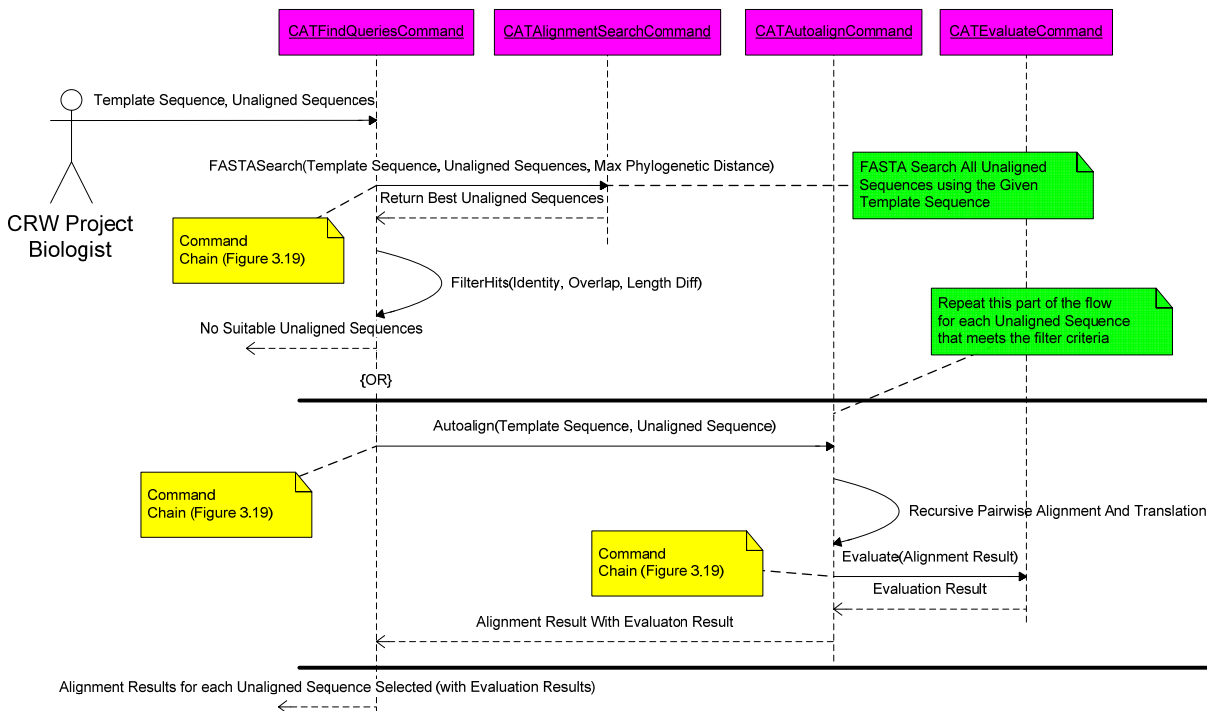 CATFindQueriesCommand
CATAlignmentSearchCommand
CATAutoalignCommand
CATEvaluateCommand
Template Sequence, Unaligned Sequences
CRW Project
Biologist
FASTASearch(Template Sequence, Unaligned Sequences, Max Phylogenetic Distance)
FASTA Search All Unaligned
Sequences using the Given
Template Sequence
Return Best Unaligned Sequences
Command
Chain (Figure 3.19)
FilterHits(Identity, Overlap, Length Diff)
Repeat this part of the flow
for each Unaligned Sequence
that meets the filter criteria
No Suitable Unaligned Sequences
{OR}
Autoalign(Template Sequence, Unaligned Sequence)
Command
Chain (Figure 3.19)
Recursive Pairwise Alignment And Translation
Command
Chain (Figure 3.19)
Evaluate(Alignment Result)
Evaluation Result
Alignment Result With Evaluaton Result
Alignment Results for each Unaligned Sequence Selected (with Evaluation Results)